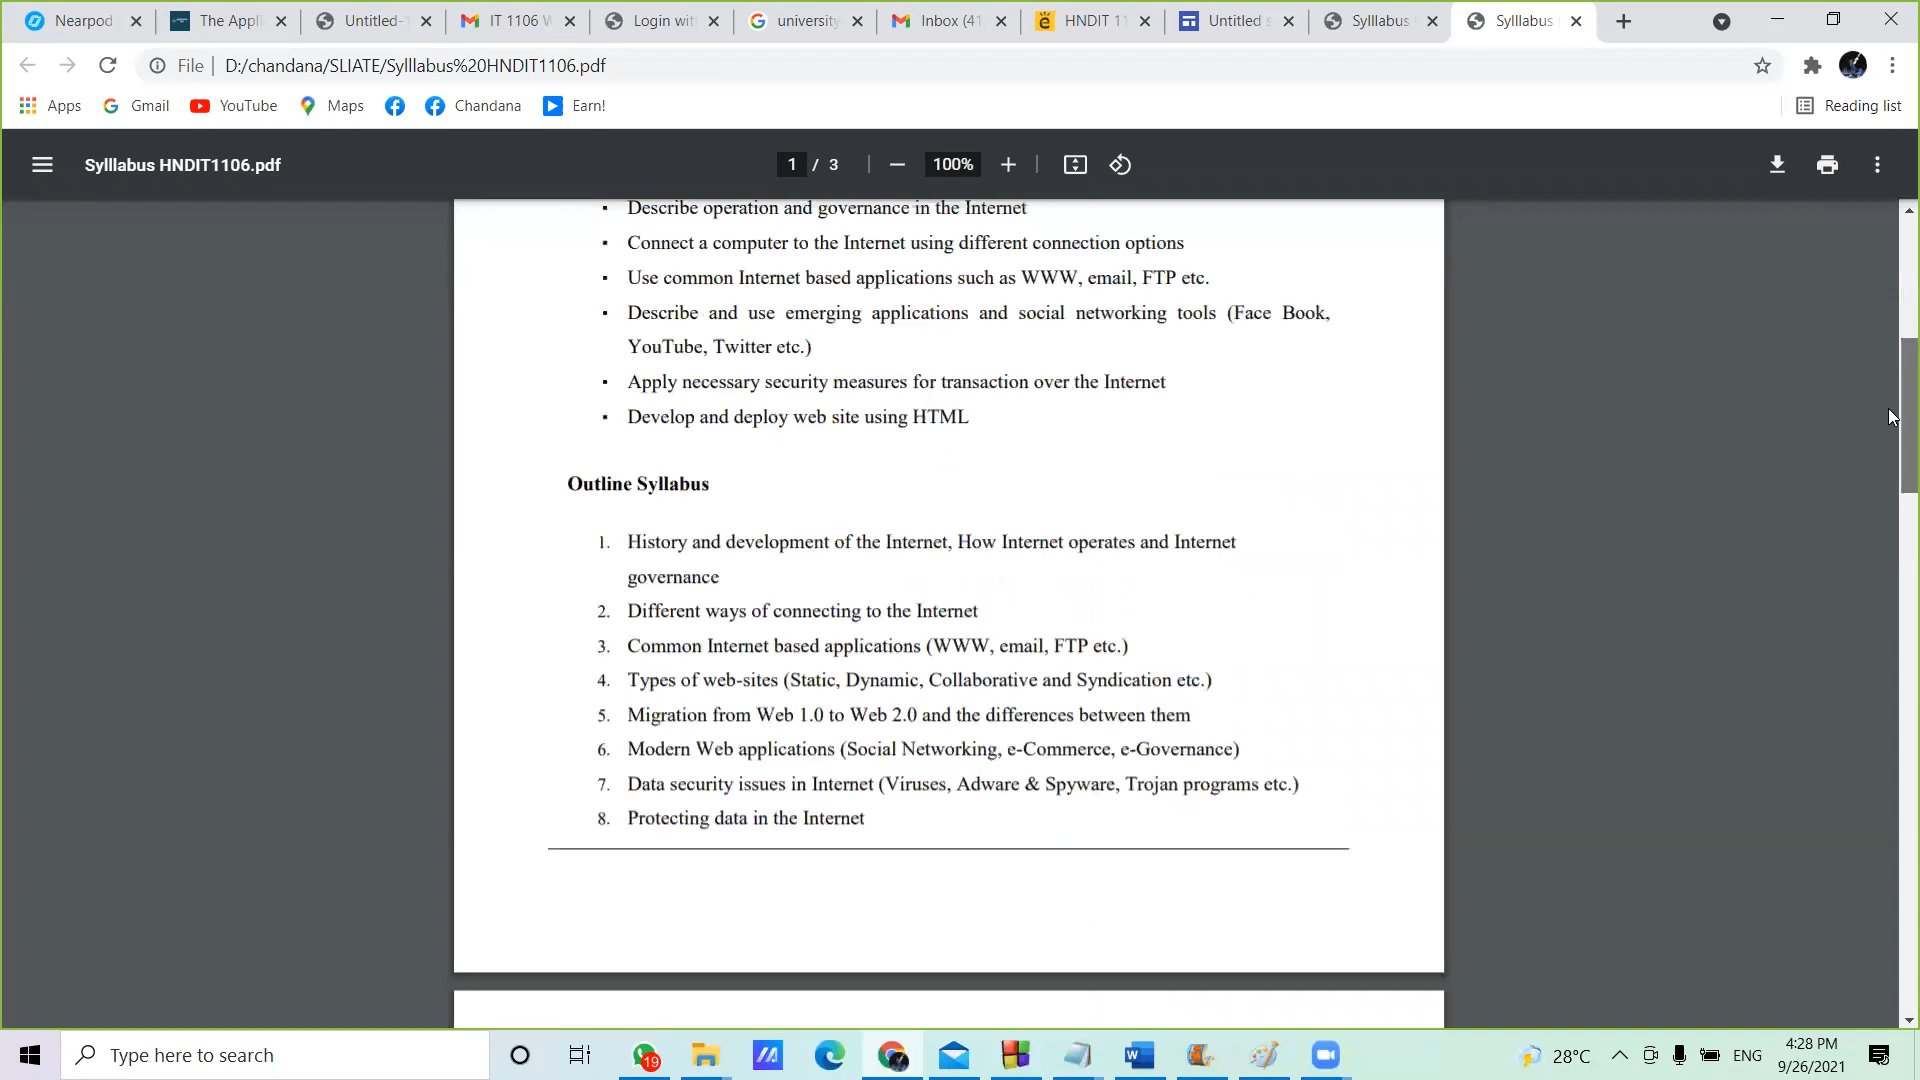 Nearpod
The Appli
Untitled-
IT 1106 W
Login wit
university
Inbox (41
HNDIT 11
Untitled s
Sylllabus
Sylllabus
File
D:/chandana/SLIATE/Sylllabus%20HNDIT1106.pdf
Apps
Gmail
YouTube
Maps
Chandana
Earn!
Reading list
Sylllabus HNDIT1106.pdf
1 / 3
100%
▪ Describe operation and governance in the Internet
▪ Connect a computer to the Internet using different connection options
▪ Use common Internet based applications such as WWW, email, FTP etc.
▪ Describe and use emerging applications and social networking tools (Face Book,
YouTube, Twitter etc.)
▪ Apply necessary security measures for transaction over the Internet
▪ Develop and deploy web site using HTML
Outline Syllabus
1. History and development of the Internet, How Internet operates and Internet
governance
2. Different ways of connecting to the Internet
3. Common Internet based applications (WWW, email, FTP etc.)
4. Types of web-sites (Static, Dynamic, Collaborative and Syndication etc.)
5. Migration from Web 1.0 to Web 2.0 and the differences between them
6. Modern Web applications (Social Networking, e-Commerce, e-Governance)
7. Data security issues in Internet (Viruses, Adware & Spyware, Trojan programs etc.)
8. Protecting data in the Internet
Type here to search
19
28°C
ENG
4:28 PM
9/26/2021